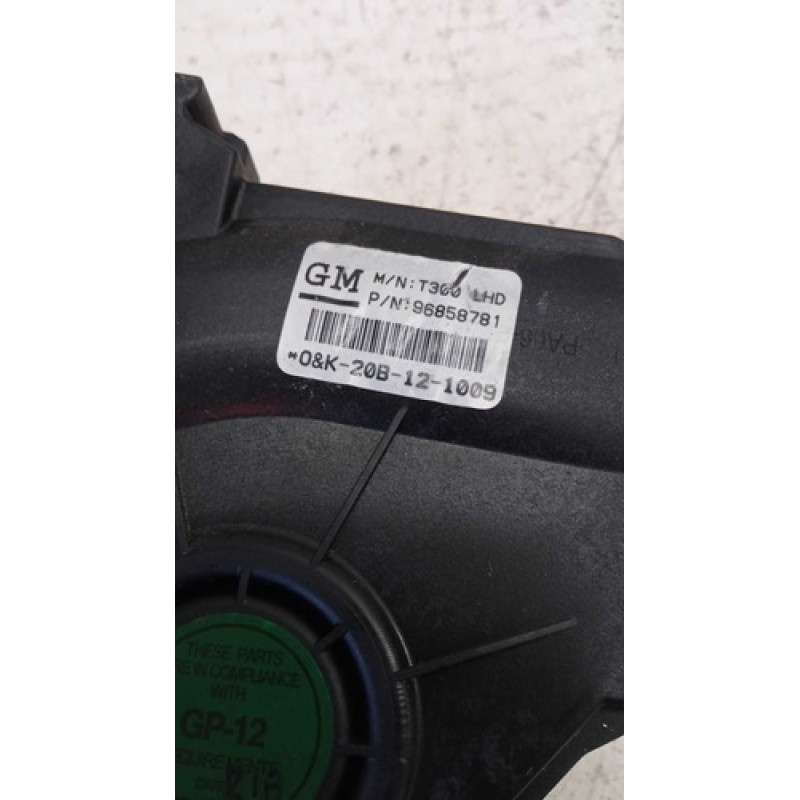 GM M/N:T300 LHD
P/N:96858781
*O&K-20B-12-1009
THESE PARTS
IN COMPLIANCE
WITH
GP-12